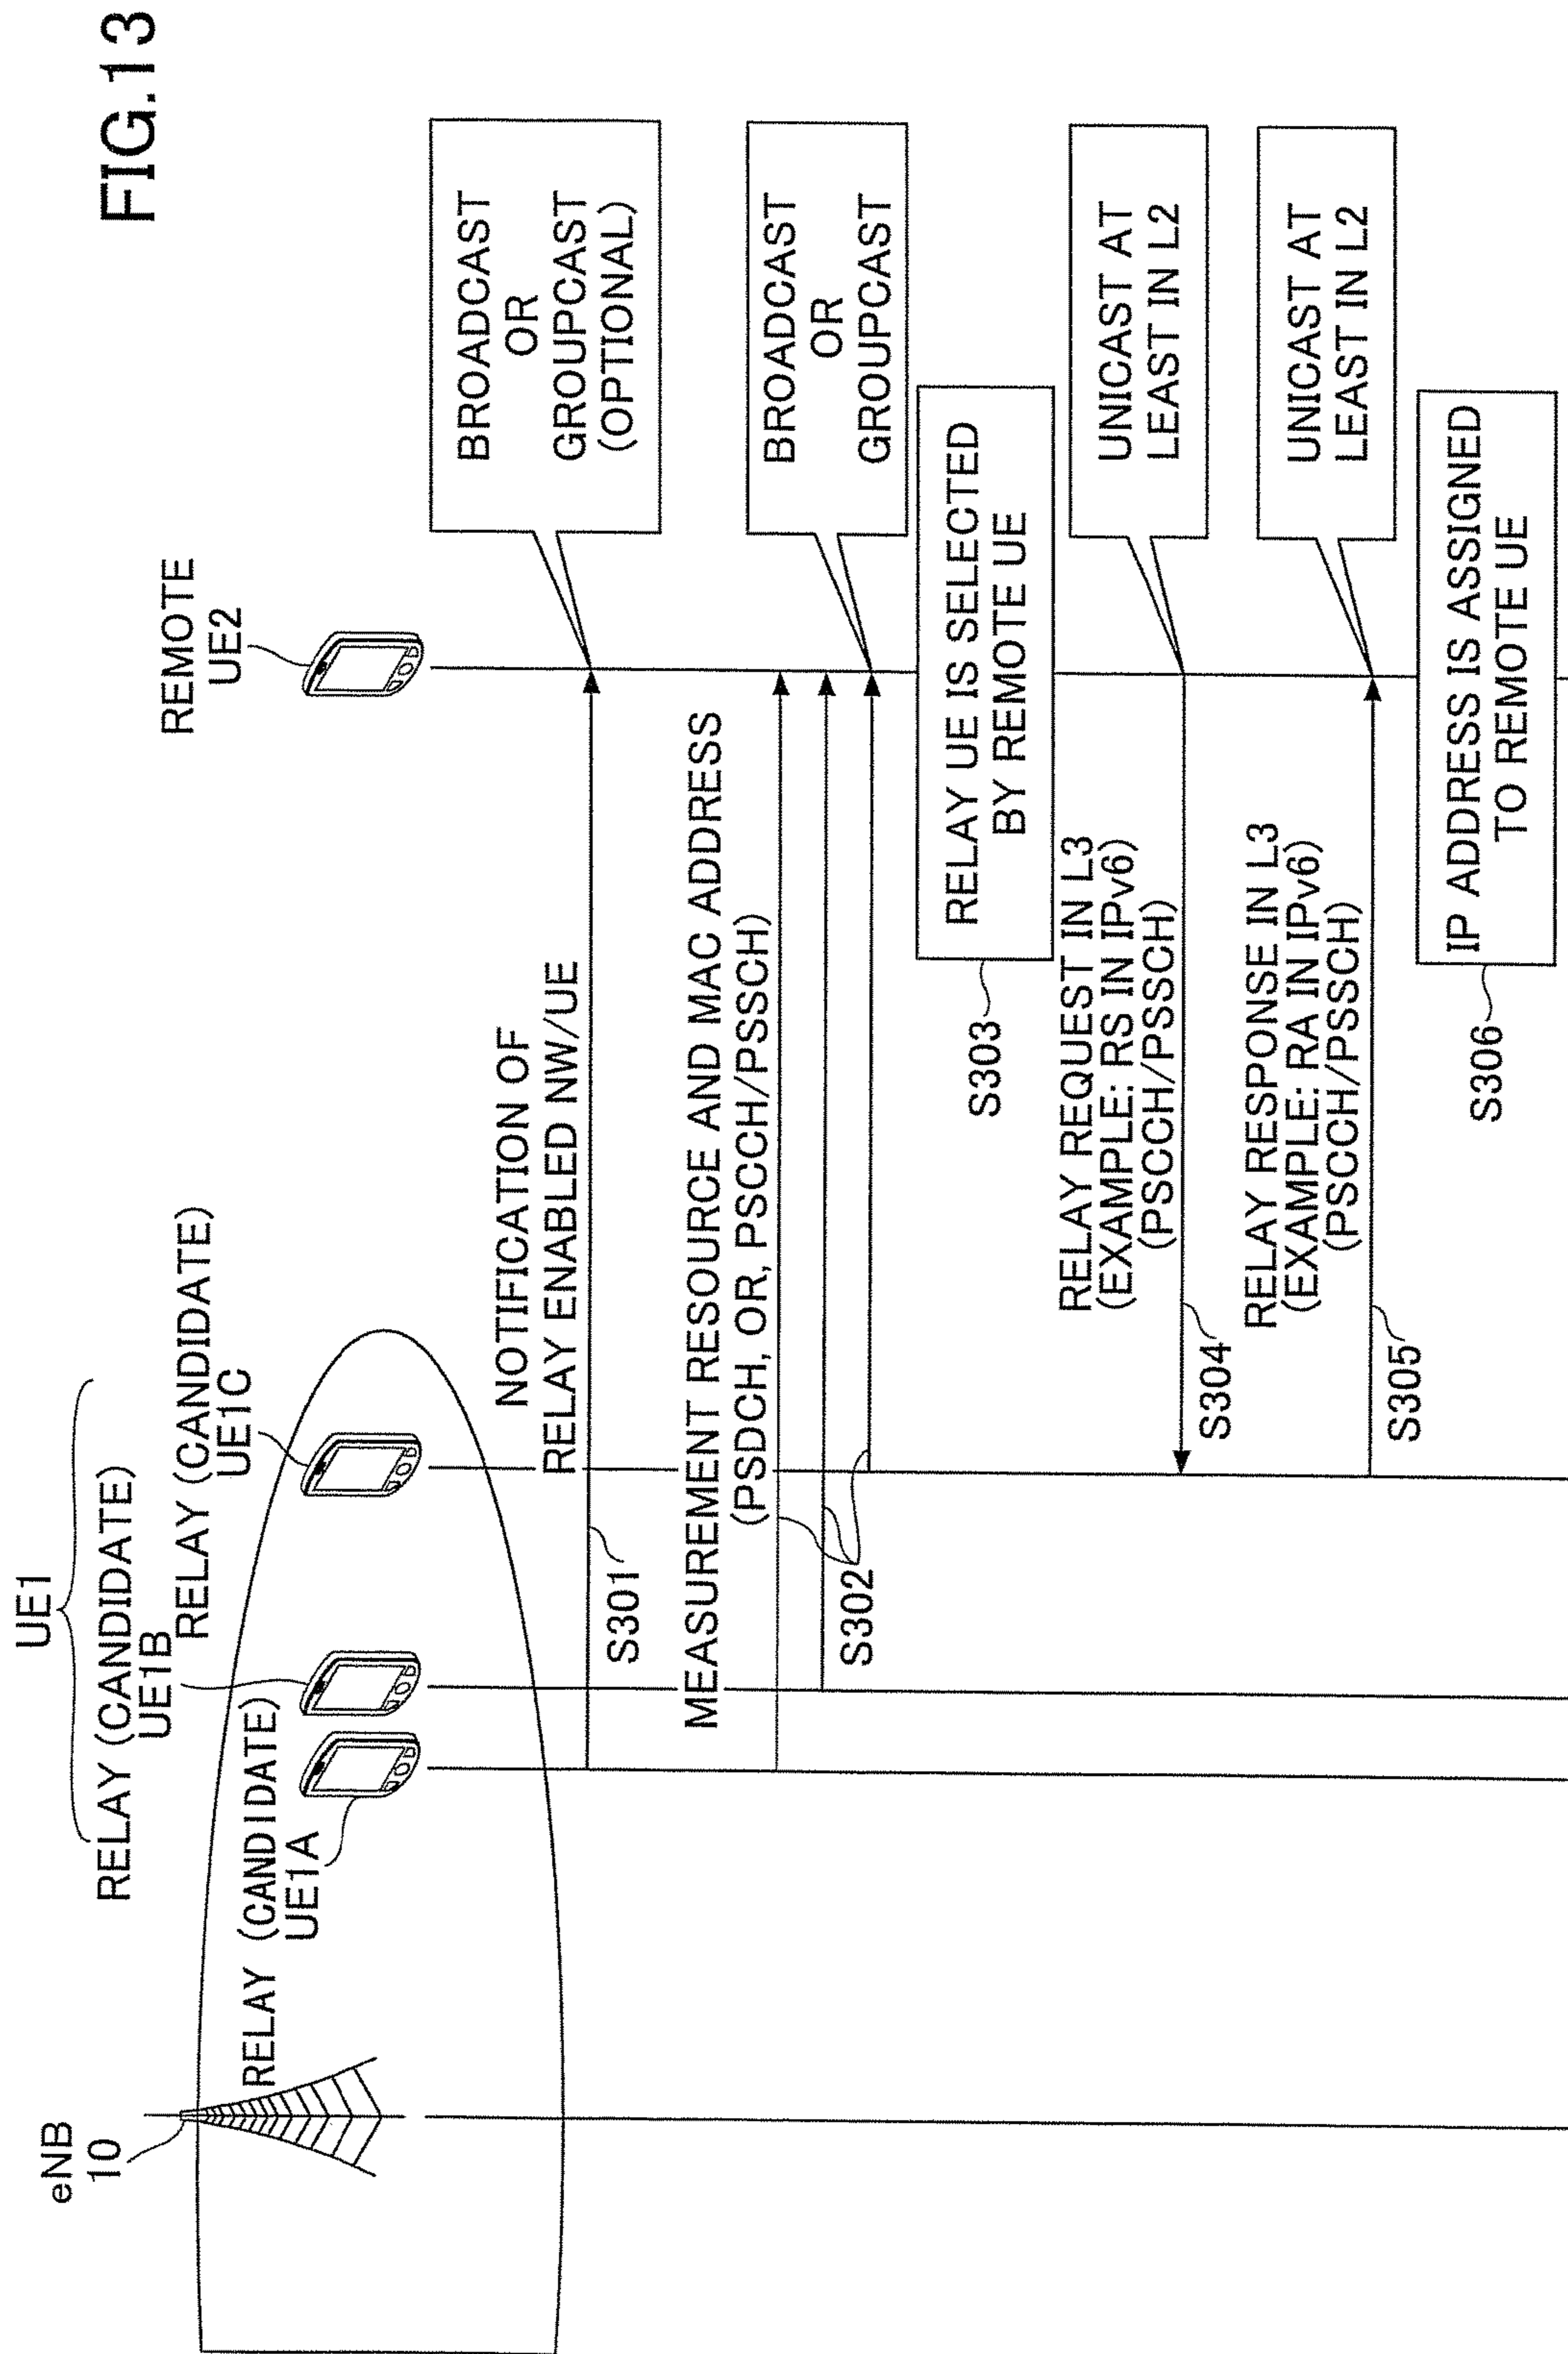 FIG.13
eNB
10
UE1
RELAY (CANDIDATE)
UE1A
RELAY (CANDIDATE)
UE1B
RELAY (CANDIDATE)
UE1C
REMOTE
UE2
NOTIFICATION OF
RELAY ENABLED NW/UE
S301
BROADCAST
OR
GROUPCAST
(OPTIONAL)
MEASUREMENT RESOURCE AND MAC ADDRESS
(PSDCH, OR, PSCCH/PSSCH)
S302
BROADCAST
OR
GROUPCAST
S303
RELAY UE IS SELECTED
BY REMOTE UE
RELAY REQUEST IN L3
(EXAMPLE: RS IN IPv6)
(PSCCH/PSSCH)
S304
UNICAST AT
LEAST IN L2
RELAY RESPONSE IN L3
(EXAMPLE: RA IN IPv6)
(PSCCH/PSSCH)
S305
UNICAST AT
LEAST IN L2
S306
IP ADDRESS IS ASSIGNED
TO REMOTE UE